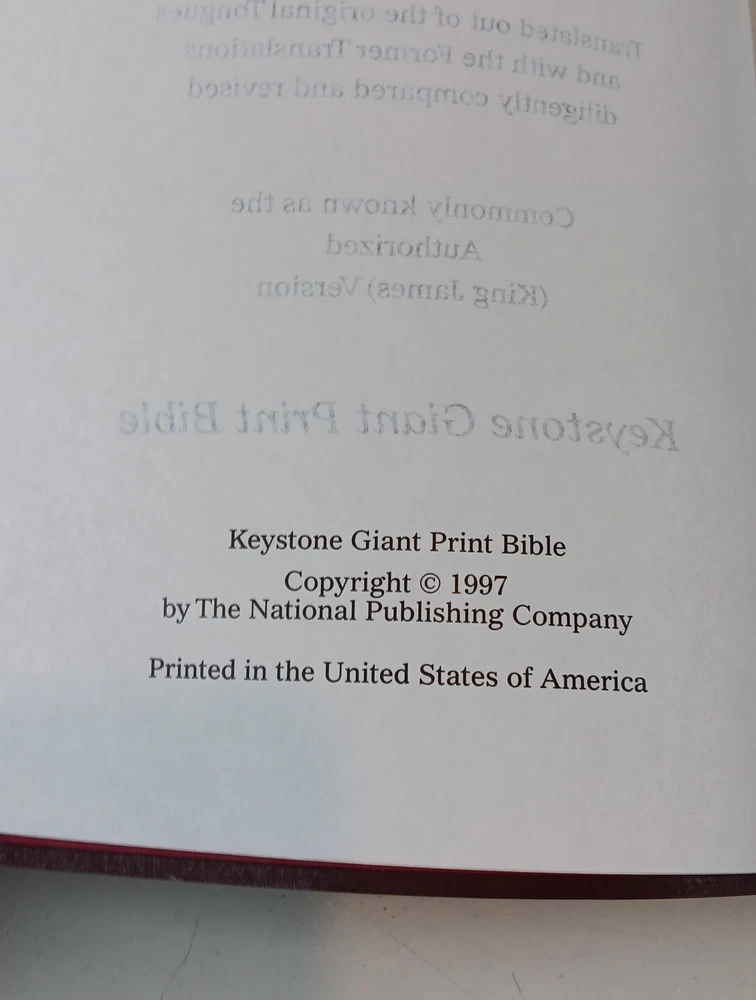 Translated out of the original Tongues
and with the Former Translations
diligently compared and revised
Commonly known as the
Authorized
(King James) Version
Keystone Giant Print Bible
Keystone Giant Print Bible
Copyright © 1997
by The National Publishing Company
Printed in the United States of America